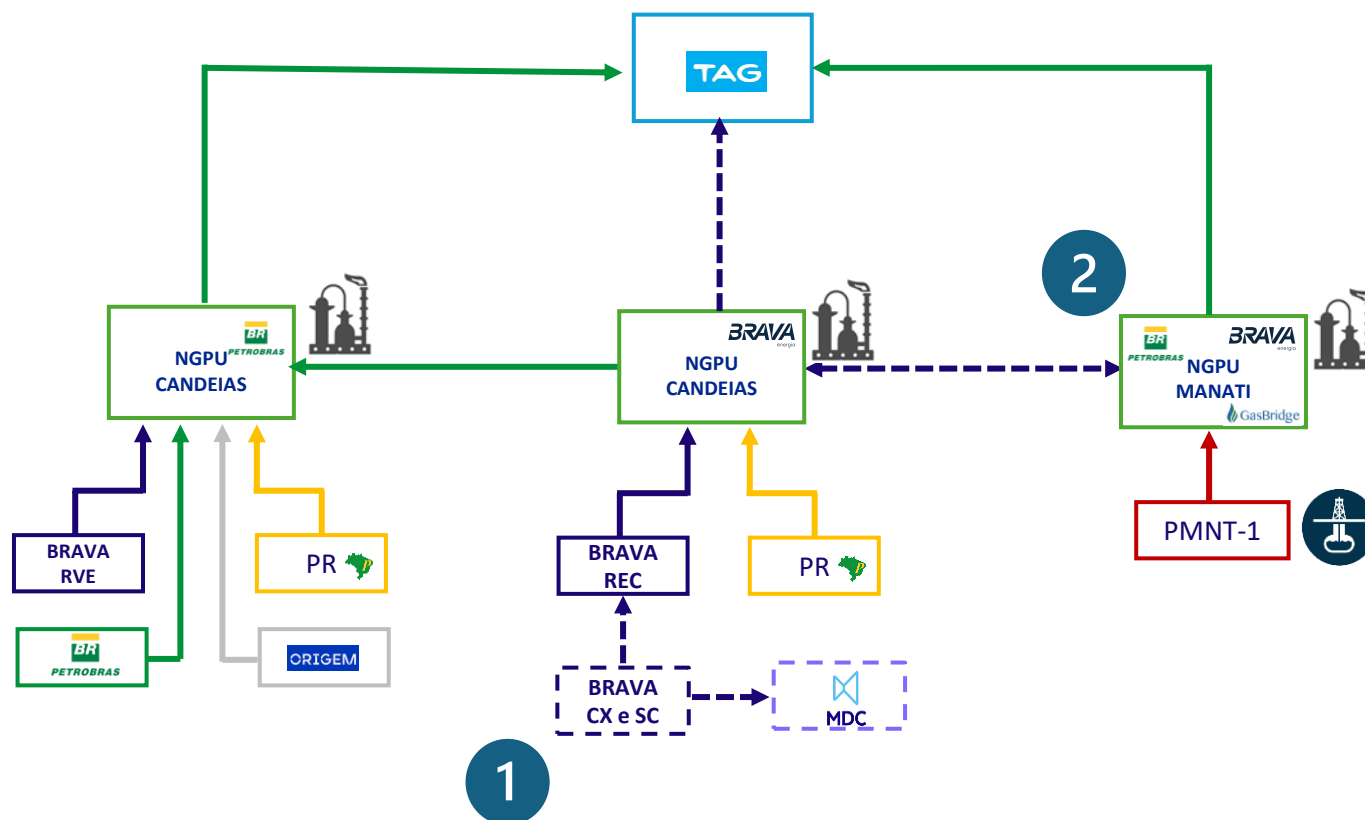 TAG
2
BR
PETROBRAS
NGPU
CANDEIAS
BRAVA
energia
NGPU
CANDEIAS
BR
PETROBRAS
BRAVA
energia
NGPU
MANATI
GasBridge
BRAVA
RVE
PR
P
BRAVA
REC
PR
P
PMNT-1
BR
PETROBRAS
ORIGEM
BRAVA
CX e SC
MDC
1